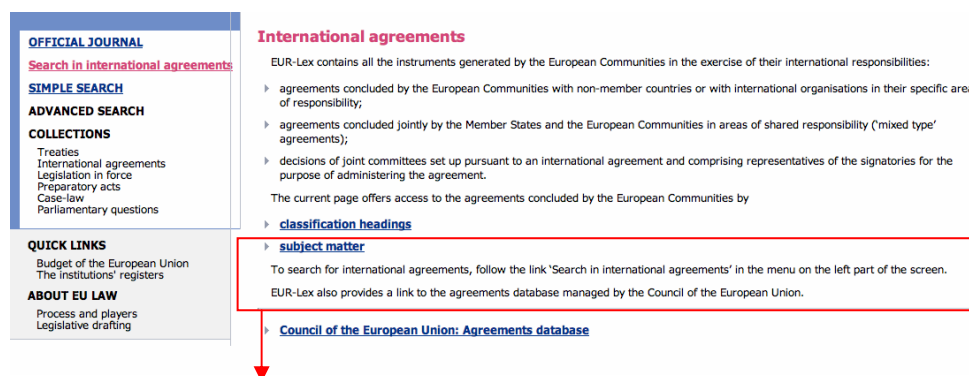 OFFICIAL JOURNAL
Search in international agreements
SIMPLE SEARCH
ADVANCED SEARCH
COLLECTIONS
Treaties
International agreements
Legislation in force
Preparatory acts
Case-law
Parliamentary questions
QUICK LINKS
Budget of the European Union
The institutions' registers
ABOUT EU LAW
Process and players
Legislative drafting
International agreements
EUR-Lex contains all the instruments generated by the European Communities in the exercise of their international responsibilities:
agreements concluded by the European Communities with non-member countries or with international organisations in their specific area
of responsibility;
agreements concluded jointly by the Member States and the European Communities in areas of shared responsibility (‘mixed type’
agreements);
decisions of joint committees set up pursuant to an international agreement and comprising representatives of the signatories for the
purpose of administering the agreement.
The current page offers access to the agreements concluded by the European Communities by
classification headings
subject matter
To search for international agreements, follow the link ‘Search in international agreements’ in the menu on the left part of the screen.
EUR-Lex also provides a link to the agreements database managed by the Council of the European Union.
Council of the European Union: Agreements database